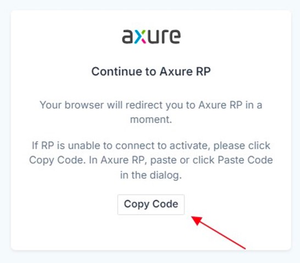 axure
Continue to Axure RP
Your browser will redirect you to Axure RP in a
moment.
If RP is unable to connect to activate, please click
Copy Code. In Axure RP, paste or click Paste Code
in the dialog.
Copy Code